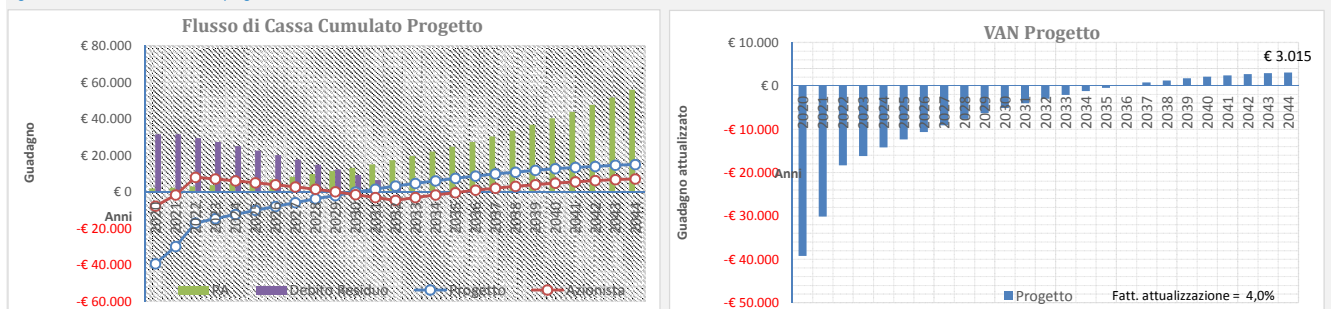 Flusso di Cassa Cumulato Progetto
€ 80.000
€ 60.000
€ 40.000
€ 20.000
€ 0
-€ 20.000
-€ 40.000
-€ 60.000
Guadagno
Anni
2020 2021 2022 2023 2024 2025 2026 2027 2028 2029 2030 2031 2032 2033 2034 2035 2036 2037 2038 2039 2040 2041 2042 2043 2044
PA Debito Residuo Progetto Azionista
VAN Progetto
€ 10.000
€ 0
-€ 10.000
-€ 20.000
-€ 30.000
-€ 40.000
-€ 50.000
Guadagno attualizzato
Anni
€ 3.015
2020 2021 2022 2023 2024 2025 2026 2027 2028 2029 2030 2031 2032 2033 2034 2035 2036 2037 2038 2039 2040 2041 2042 2043 2044
Progetto Fatt. attualizzazione = 4,0%